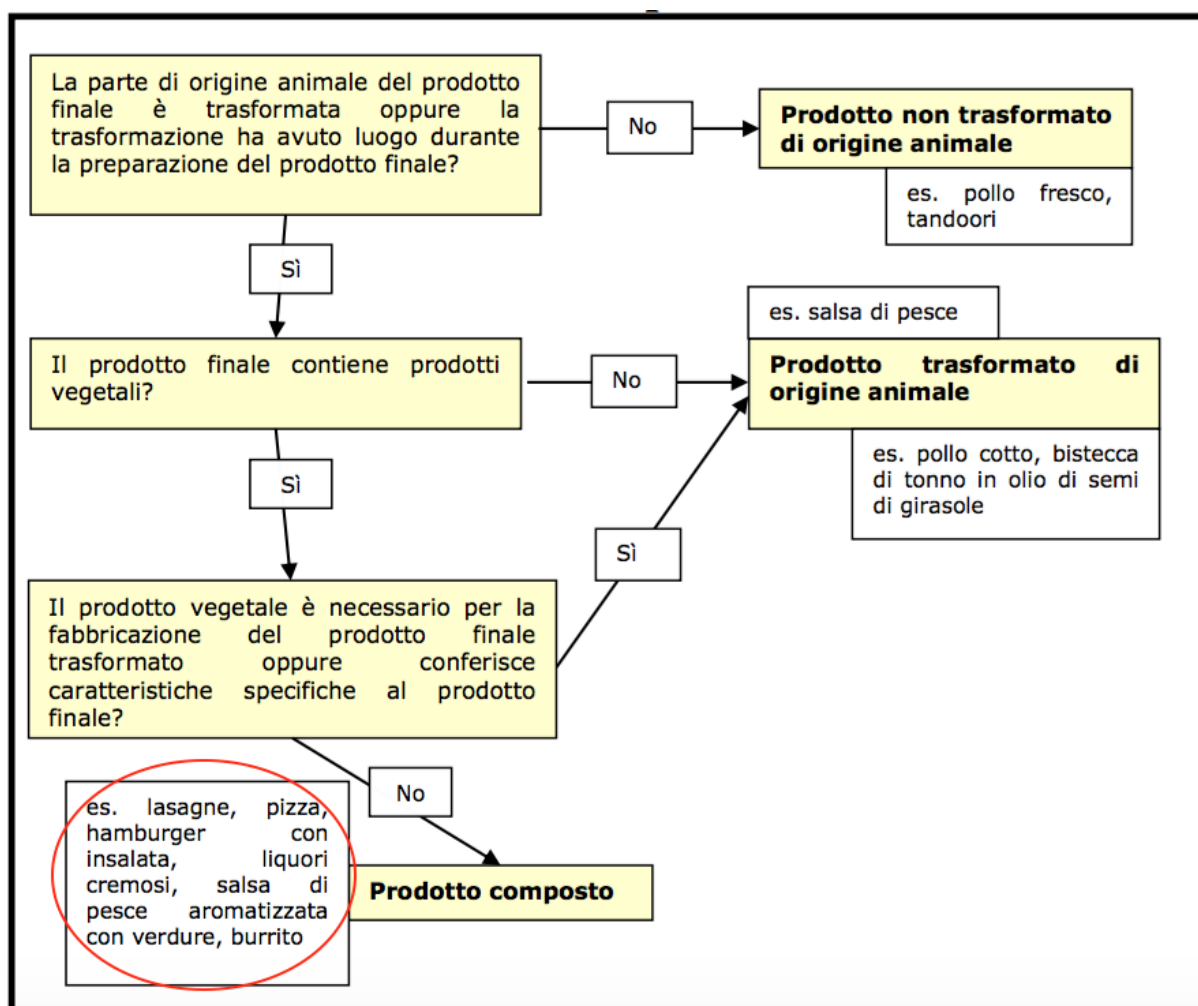 La parte di origine animale del prodotto
finale è trasformata oppure la
trasformazione ha avuto luogo durante
la preparazione del prodotto finale?
No
Prodotto non trasformato
di origine animale
es. pollo fresco,
tandoori
Sì
es. salsa di pesce
Il prodotto finale contiene prodotti
vegetali?
No
Prodotto trasformato di
origine animale
es. pollo cotto, bistecca
di tonno in olio di semi
di girasole
Sì
Sì
Il prodotto vegetale è necessario per la
fabbricazione del prodotto finale
trasformato oppure conferisce
caratteristiche specifiche al prodotto
finale?
No
es. lasagne, pizza,
hamburger con
insalata, liquori
cremosi, salsa di
pesce aromatizzata
con verdure, burrito
Prodotto composto